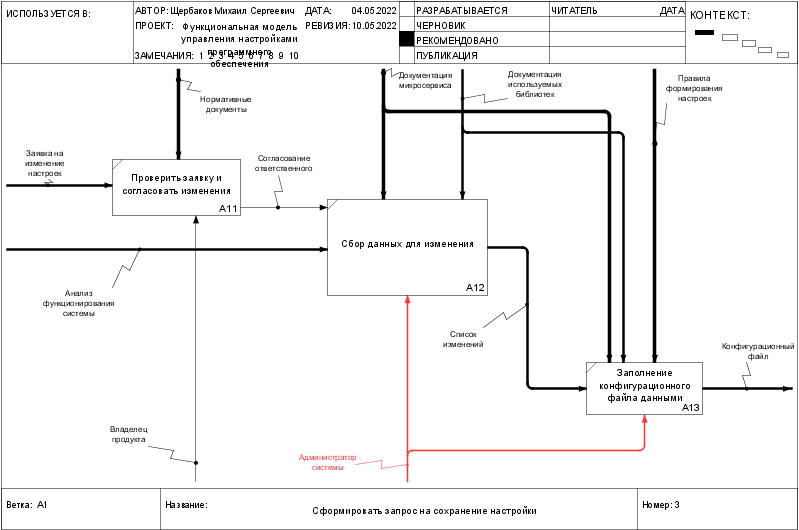 ИСПОЛЬЗУЕТСЯ В:
АВТОР: Щербаков Михаил Сергеевич
ДАТА: 04.05.2022
РАЗРАБАТЫВАЕТСЯ
ЧИТАТЕЛЬ
ДАТА
КОНТЕКСТ:
ПРОЕКТ: Функциональная модель
управления настройками
программного
обеспечения
РЕВИЗИЯ: 10.05.2022
ЧЕРНОВИК
РЕКОМЕНДОВАНО
ЗАМЕЧАНИЯ: 1 2 3 4 5 6 7 8 9 10
ПУБЛИКАЦИЯ
Документация
микросервиса
Документация
используемых
библиотек
Правила
формирования
настроек
Нормативные
документы
Заявка на
изменение
настроек
Проверить заявку и
согласовать изменения
A11
Согласование
ответственного
Сбор данных для изменения
A12
Анализ
функционирования
системы
Список
изменений
Конфигурационный
файл
Заполнение
конфигурационного
файла данными
A13
Владелец
продукта
Администратор
системы
Ветка: A1
Название:
Сформировать запрос на сохранение настройки
Номер: 3